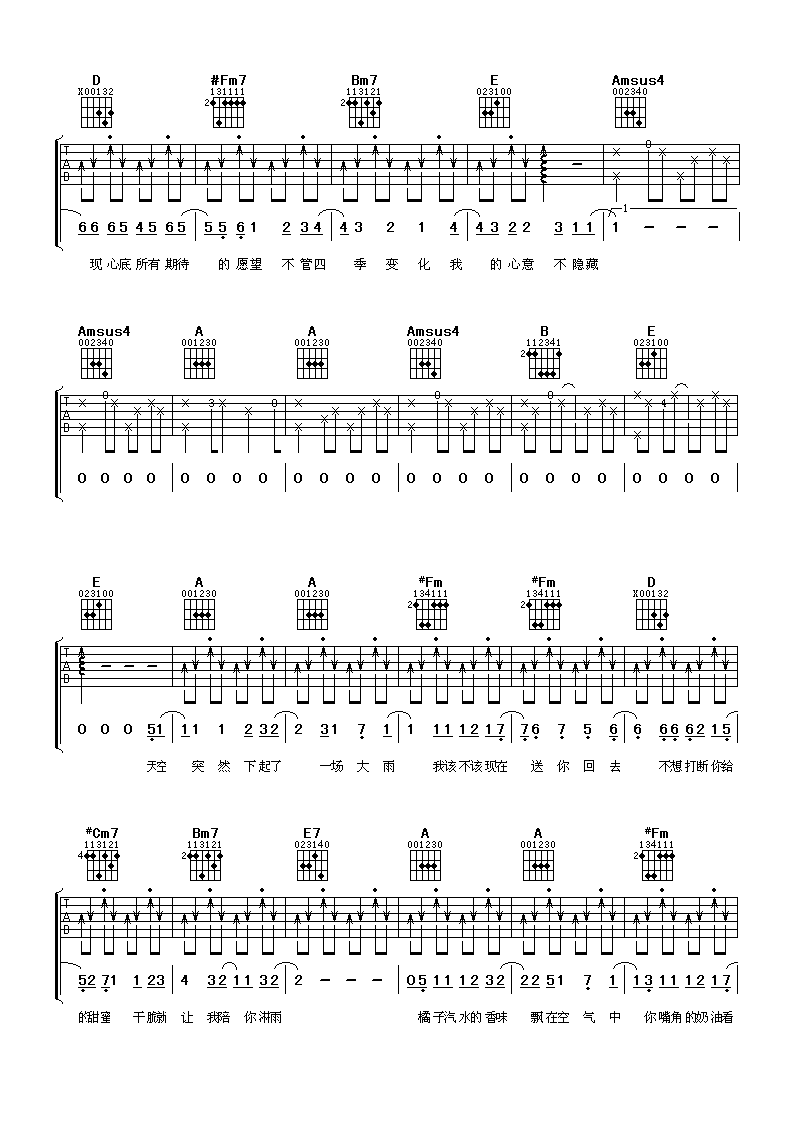 D #Fm7 Bm7 E Amsus4
X00132 131111 113121 023100 002340
2 2
T A B 0
1
66 65 45 65 55 61 2 34 43 2 1 4 43 22 3 11 1 - - -
现心底所有期待 的愿望 不管四 季变化我 的心意不隐藏
Amsus4 A A Amsus4 B E
002340 001230 001230 002340 112341 023100
2
T A B 0 3 0 0 0 4
0 0 0 0 0 0 0 0 0 0 0 0 0 0 0 0 0 0 0 0 0 0 0 0
E A A #Fm #Fm D
023100 001230 001230 134111 134111 X00132
2 2
T A B - - -
0 0 0 51 11 1 232 2 31 7 1 1 11 12 17 76 7 5 6 6 66 62 15
天空 突然下起了 一场大雨 我该不该现在 送你回去 不想打断你给
#Cm7 Bm7 E7 A A #Fm
113121 113121 023140 001230 001230 134111
4 2 2
T A B
52 71 1 23 4 32 11 32 2 - - - 05 11 12 32 22 51 7 1 13 11 12 17
的甜蜜 干脆就 让我陪你淋雨 橘子汽水的香味 飘在空气中 你嘴角的奶油看